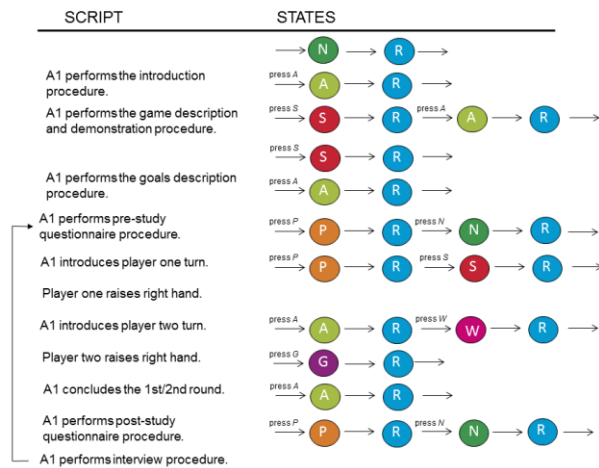 SCRIPT STATES
N R
A1 performs the introduction press A A R
procedure.
A1 performs the game description press S S R press A A R
and demonstration procedure.
press S S R
A1 performs the goals description press A A R
procedure.
A1 performs pre-study press P P R press N N R
questionnaire procedure.
A1 introduces player one turn. press P P R press S S R
Player one raises right hand.
A1 introduces player two turn. press A A R press W W R
Player two raises right hand. press G G R
A1 concludes the 1st/2nd round. press A A R
A1 performs post-study press P P R press N N R
questionnaire procedure.
A1 performs interview procedure.